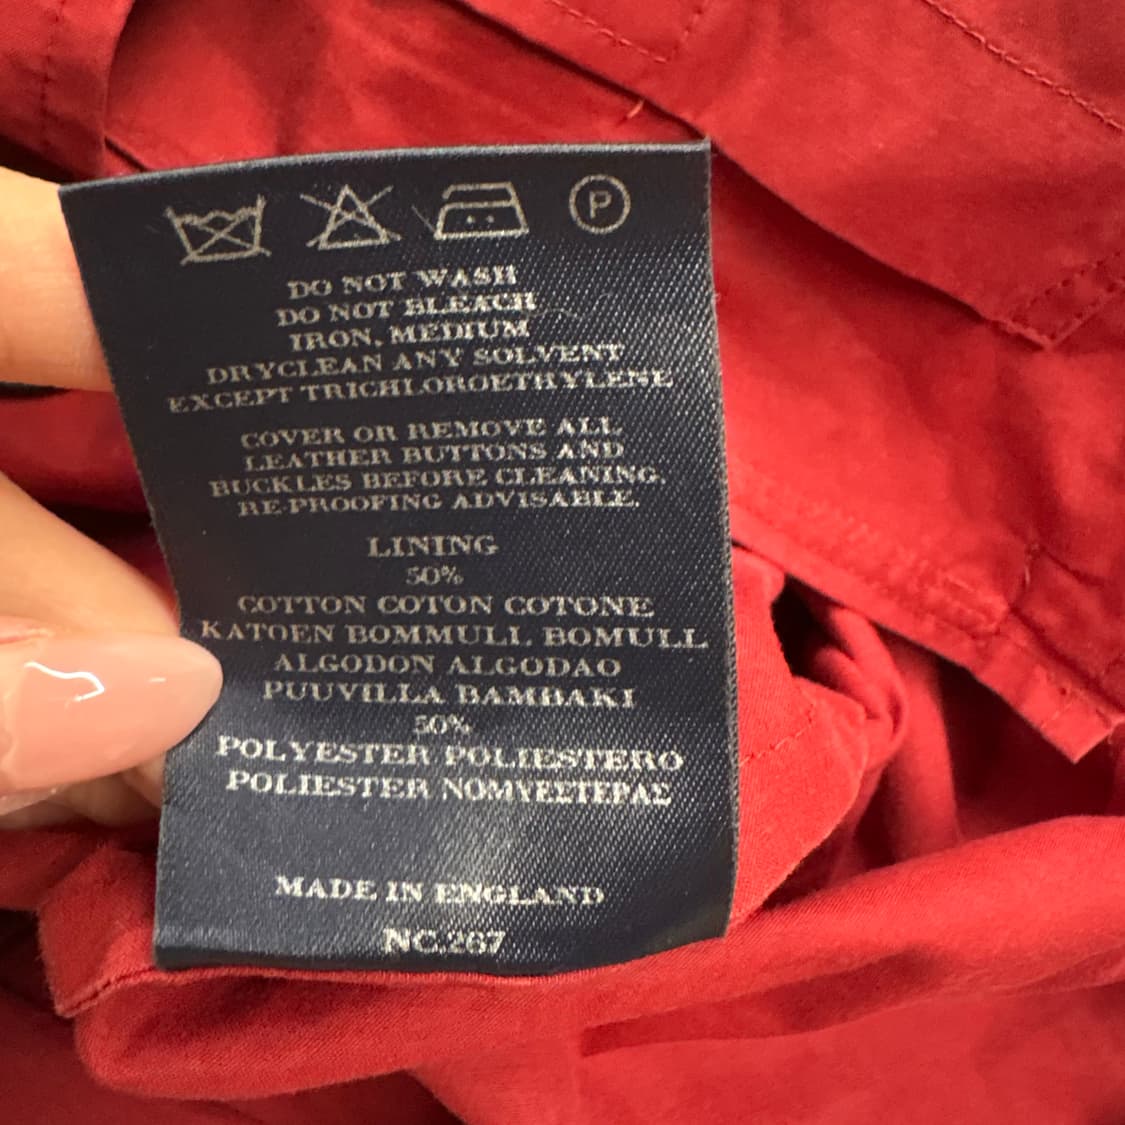 P
DO NOT WASH
DO NOT BLEACH
IRON, MEDIUM
DRYCLEAN ANY SOLVENT
EXCEPT TRICHLOROETHYLENE
COVER OR REMOVE ALL
LEATHER BUTTONS AND
BUCKLES BEFORE CLEANING.
RE-PROOFING ADVISABLE.
LINING
50%
COTTON COTON COTONE
KATOEN BOMMULL BOMULL
ALGODON ALGODAO
PUUVILLA BAMBAKI
50%
POLYESTER POLIESTERO
POLIESTER ΝΟΜΥΕΣΤΕΡΑΣ
MADE IN ENGLAND
NC.267